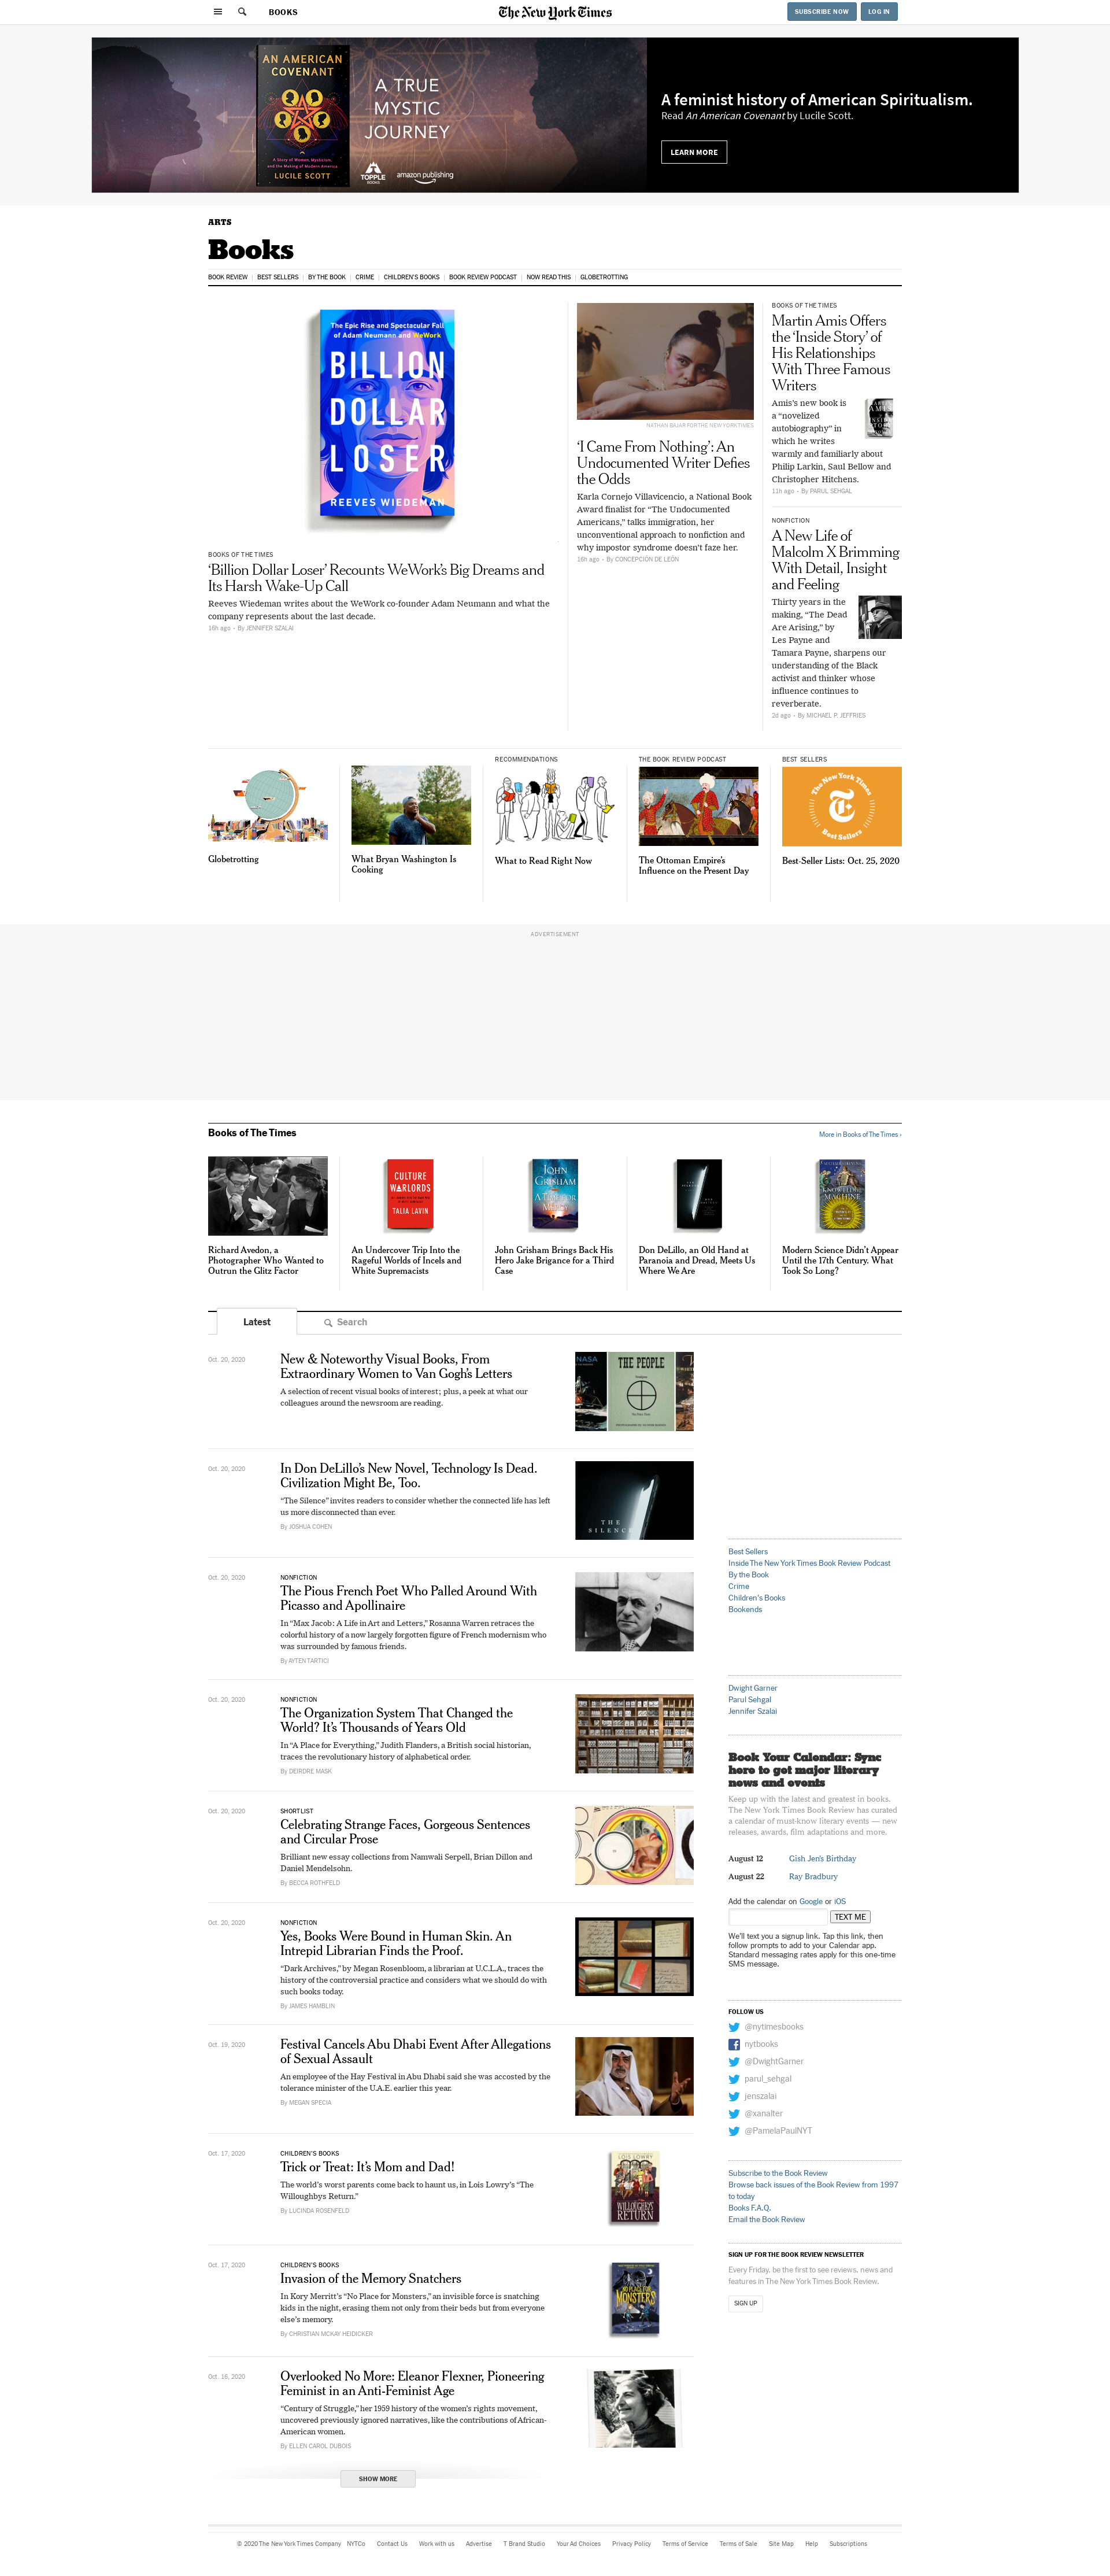 BOOKS
The New York Times
SUBSCRIBE NOW
LOG IN
AN AMERICAN
COVENANT
A Story of Women, Mysticism,
and the Making of Modern America
LUCILE SCOTT
A TRUE
MYSTIC
JOURNEY
TOPPLE
BOOKS
amazon publishing
A feminist history of American Spiritualism.
Read An American Covenant by Lucile Scott.
LEARN MORE
ARTS
Books
BOOK REVIEW
BEST SELLERS
BY THE BOOK
CRIME
CHILDREN'S BOOKS
BOOK REVIEW PODCAST
NOW READ THIS
GLOBETROTTING
The Epic Rise and Spectacular Fall
of Adam Neumann and WeWork
BILLION
DOLLAR
LOSER
REEVES WIEDEMAN
BOOKS OF THE TIMES
‘Billion Dollar Loser’ Recounts WeWork’s Big Dreams and
Its Harsh Wake-Up Call
Reeves Wiedeman writes about the WeWork co-founder Adam Neumann and what the
company represents about the last decade.
16h ago - By JENNIFER SZALAI
NATHAN BAJAR FOR THE NEW YORK TIMES
‘I Came From Nothing’: An
Undocumented Writer Defies
the Odds
Karla Cornejo Villavicencio, a National Book
Award finalist for “The Undocumented
Americans,” talks immigration, her
unconventional approach to nonfiction and
why impostor syndrome doesn’t faze her.
16h ago - By CONCEPCIÓN DE LEÓN
BOOKS OF THE TIMES
Martin Amis Offers
the ‘Inside Story’ of
His Relationships
With Three Famous
Writers
Amis’s new book is
a “novelized
autobiography” in
which he writes
warmly and familiarly about
Philip Larkin, Saul Bellow and
Christopher Hitchens.
11h ago - By PARUL SEHGAL
NONFICTION
A New Life of
Malcolm X Brimming
With Detail, Insight
and Feeling
Thirty years in the
making, “The Dead
Are Arising,” by
Les Payne and
Tamara Payne, sharpens our
understanding of the Black
activist and thinker whose
influence continues to
reverberate.
2d ago - By MICHAEL P. JEFFRIES
Globetrotting
What Bryan Washington Is
Cooking
RECOMMENDATIONS
What to Read Right Now
THE BOOK REVIEW PODCAST
The Ottoman Empire’s
Influence on the Present Day
BEST SELLERS
The New York Times
Best Sellers
Best-Seller Lists: Oct. 25, 2020
ADVERTISEMENT
Books of The Times
More in Books of The Times ›
Richard Avedon, a
Photographer Who Wanted to
Outrun the Glitz Factor
CULTURE
WARLORDS
TALIA LAVIN
An Undercover Trip Into the
Rageful Worlds of Incels and
White Supremacists
JOHN
GRISHAM
A TIME FOR
MERCY
John Grisham Brings Back His
Hero Jake Brigance for a Third
Case
Don DeLillo, an Old Hand at
Paranoia and Dread, Meets Us
Where We Are
KNOWLEDGE
MACHINE
Modern Science Didn’t Appear
Until the 17th Century. What
Took So Long?
Latest
Search
Oct. 20, 2020
New & Noteworthy Visual Books, From
Extraordinary Women to Van Gogh’s Letters
A selection of recent visual books of interest; plus, a peek at what our
colleagues around the newsroom are reading.
NASA
THE PEOPLE
Oct. 20, 2020
In Don DeLillo’s New Novel, Technology Is Dead.
Civilization Might Be, Too.
“The Silence” invites readers to consider whether the connected life has left
us more disconnected than ever.
By JOSHUA COHEN
THE
SILENCE
Oct. 20, 2020
NONFICTION
The Pious French Poet Who Palled Around With
Picasso and Apollinaire
In “Max Jacob: A Life in Art and Letters,” Rosanna Warren retraces the
colorful history of a now largely forgotten figure of French modernism who
was surrounded by famous friends.
By AYTEN TARTICI
Oct. 20, 2020
NONFICTION
The Organization System That Changed the
World? It’s Thousands of Years Old
In “A Place for Everything,” Judith Flanders, a British social historian,
traces the revolutionary history of alphabetical order.
By DEIRDRE MASK
Oct. 20, 2020
SHORTLIST
Celebrating Strange Faces, Gorgeous Sentences
and Circular Prose
Brilliant new essay collections from Namwali Serpell, Brian Dillon and
Daniel Mendelsohn.
By BECCA ROTHFELD
Oct. 20, 2020
NONFICTION
Yes, Books Were Bound in Human Skin. An
Intrepid Librarian Finds the Proof.
“Dark Archives,” by Megan Rosenbloom, a librarian at U.C.L.A., traces the
history of the controversial practice and considers what we should do with
such books today.
By JAMES HAMBLIN
Oct. 19, 2020
Festival Cancels Abu Dhabi Event After Allegations
of Sexual Assault
An employee of the Hay Festival in Abu Dhabi said she was accosted by the
tolerance minister of the U.A.E. earlier this year.
By MEGAN SPECIA
Oct. 17, 2020
CHILDREN’S BOOKS
Trick or Treat: It’s Mom and Dad!
The world’s worst parents come back to haunt us, in Lois Lowry’s “The
Willoughbys Return.”
By LUCINDA ROSENFELD
LOIS LOWRY
WILLOUGHBYS
RETURN
Oct. 17, 2020
CHILDREN’S BOOKS
Invasion of the Memory Snatchers
In Kory Merritt’s “No Place for Monsters,” an invisible force is snatching
kids in the night, erasing them not only from their beds but from everyone
else’s memory.
By CHRISTIAN MCKAY HEIDICKER
NO PLACE FOR
MONSTERS
Oct. 16, 2020
Overlooked No More: Eleanor Flexner, Pioneering
Feminist in an Anti-Feminist Age
“Century of Struggle,” her 1959 history of the women’s rights movement,
uncovered previously ignored narratives, like the contributions of African-
American women.
By ELLEN CAROL DUBOIS
SHOW MORE
Best Sellers
Inside The New York Times Book Review Podcast
By the Book
Crime
Children's Books
Bookends
Dwight Garner
Parul Sehgal
Jennifer Szalai
Book Your Calendar: Sync
here to get major literary
news and events
Keep up with the latest and greatest in books.
The New York Times Book Review has curated
a calendar of must-know literary events — new
releases, awards, film adaptations and more.
August 12 Gish Jen’s Birthday
August 22 Ray Bradbury
Add the calendar on Google or iOS
TEXT ME
We’ll text you a signup link. Tap this link, then
follow prompts to add to your Calendar app.
Standard messaging rates apply for this one-time
SMS message.
FOLLOW US
@nytimesbooks
nytbooks
@DwightGarner
parul_sehgal
jenszalai
@xanalter
@PamelaPaulNYT
Subscribe to the Book Review
Browse back issues of the Book Review from 1997
to today
Books F.A.Q.
Email the Book Review
SIGN UP FOR THE BOOK REVIEW NEWSLETTER
Every Friday, be the first to see reviews, news and
features in The New York Times Book Review.
SIGN UP
© 2020 The New York Times Company NYTCo Contact Us Work with us Advertise T Brand Studio Your Ad Choices Privacy Policy Terms of Service Terms of Sale Site Map Help Subscriptions